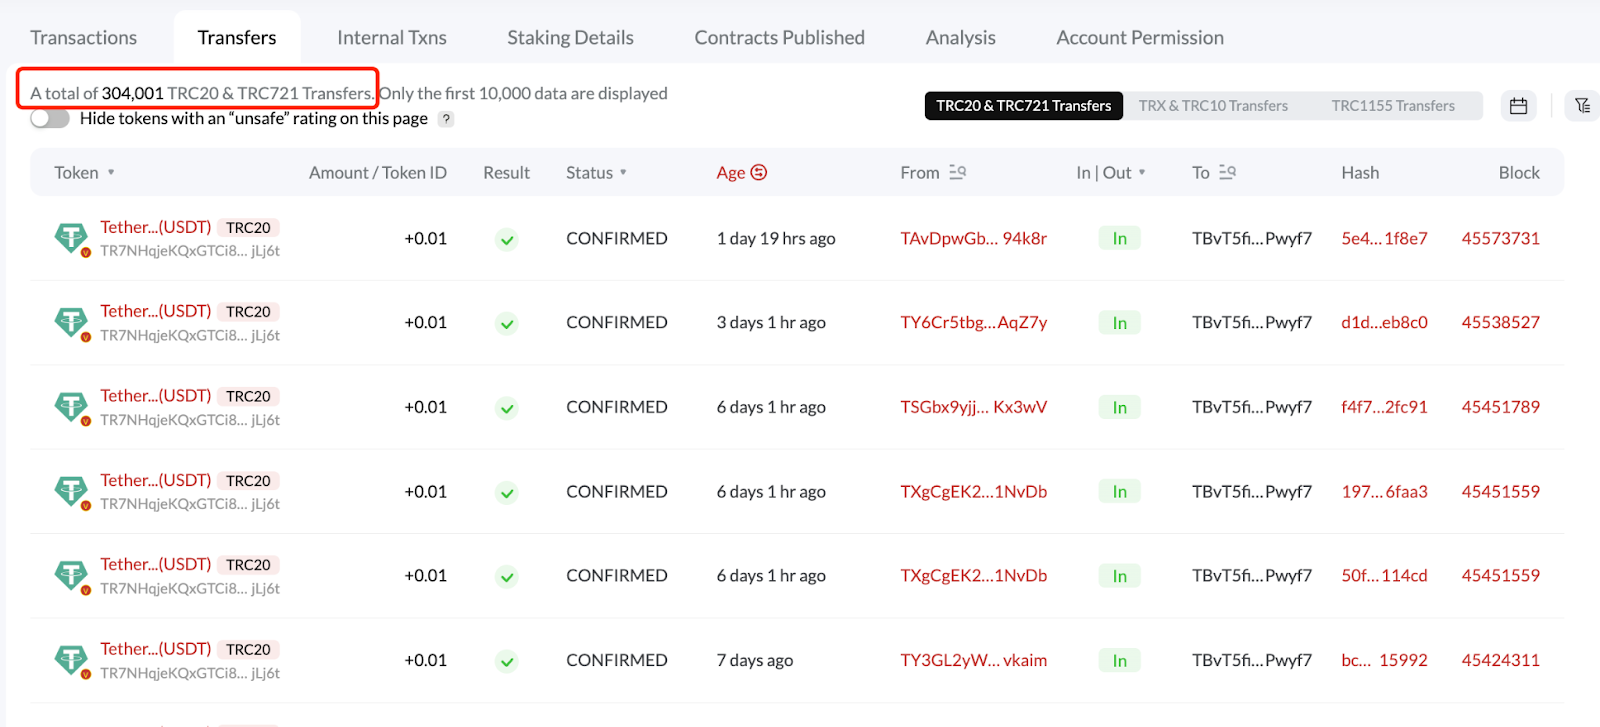 Transactions Transfers Internal Txns Staking Details Contracts Published Analysis Account Permission
A total of 304,001 TRC20 & TRC721 Transfers. Only the first 10,000 data are displayed
TRC20 & TRC721 Transfers TRX & TRC10 Transfers TRC1155 Transfers
Hide tokens with an “unsafe” rating on this page ?
Token Amount / Token ID Result Status Age From In | Out To Hash Block
Tether...(USDT) TRC20
TR7NHqjeKQxGTCi8... jLj6t
+0.01 CONFIRMED 1 day 19 hrs ago TAvDpwGb... 94k8r In TBvT5fi...Pwyf7 5e4...1f8e7 45573731
Tether...(USDT) TRC20
TR7NHqjeKQxGTCi8... jLj6t
+0.01 CONFIRMED 3 days 1 hr ago TY6Cr5tbg...AqZ7y In TBvT5fi...Pwyf7 d1d...eb8c0 45538527
Tether...(USDT) TRC20
TR7NHqjeKQxGTCi8... jLj6t
+0.01 CONFIRMED 6 days 1 hr ago TSGbx9yjj... Kx3wV In TBvT5fi...Pwyf7 f4f7...2fc91 45451789
Tether...(USDT) TRC20
TR7NHqjeKQxGTCi8... jLj6t
+0.01 CONFIRMED 6 days 1 hr ago TXgCgEK2...1NvDb In TBvT5fi...Pwyf7 197...6faa3 45451559
Tether...(USDT) TRC20
TR7NHqjeKQxGTCi8... jLj6t
+0.01 CONFIRMED 6 days 1 hr ago TXgCgEK2...1NvDb In TBvT5fi...Pwyf7 50f...114cd 45451559
Tether...(USDT) TRC20
TR7NHqjeKQxGTCi8... jLj6t
+0.01 CONFIRMED 7 days ago TY3GL2yW... vkaim In TBvT5fi...Pwyf7 bc... 15992 45424311